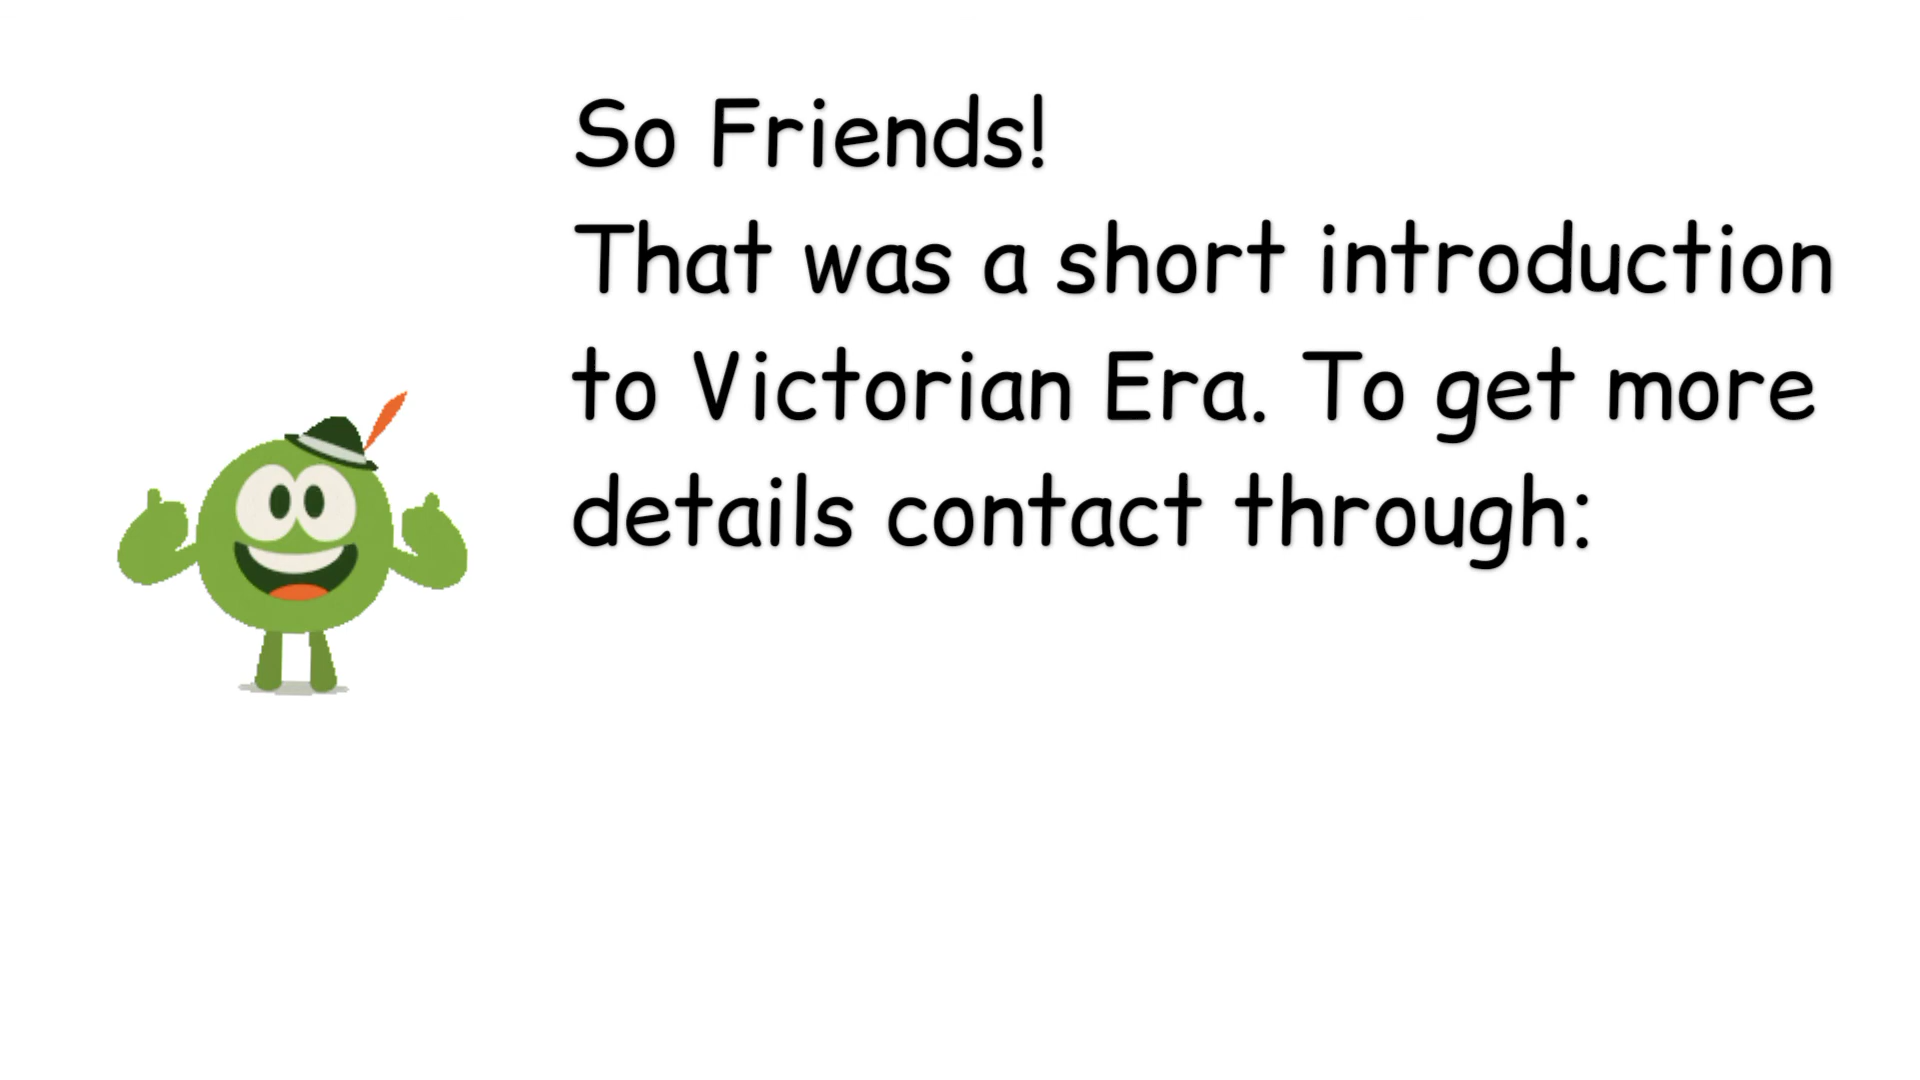 So Friends!
That was a short introduction
to Victorian Era. To get more
details contact through: